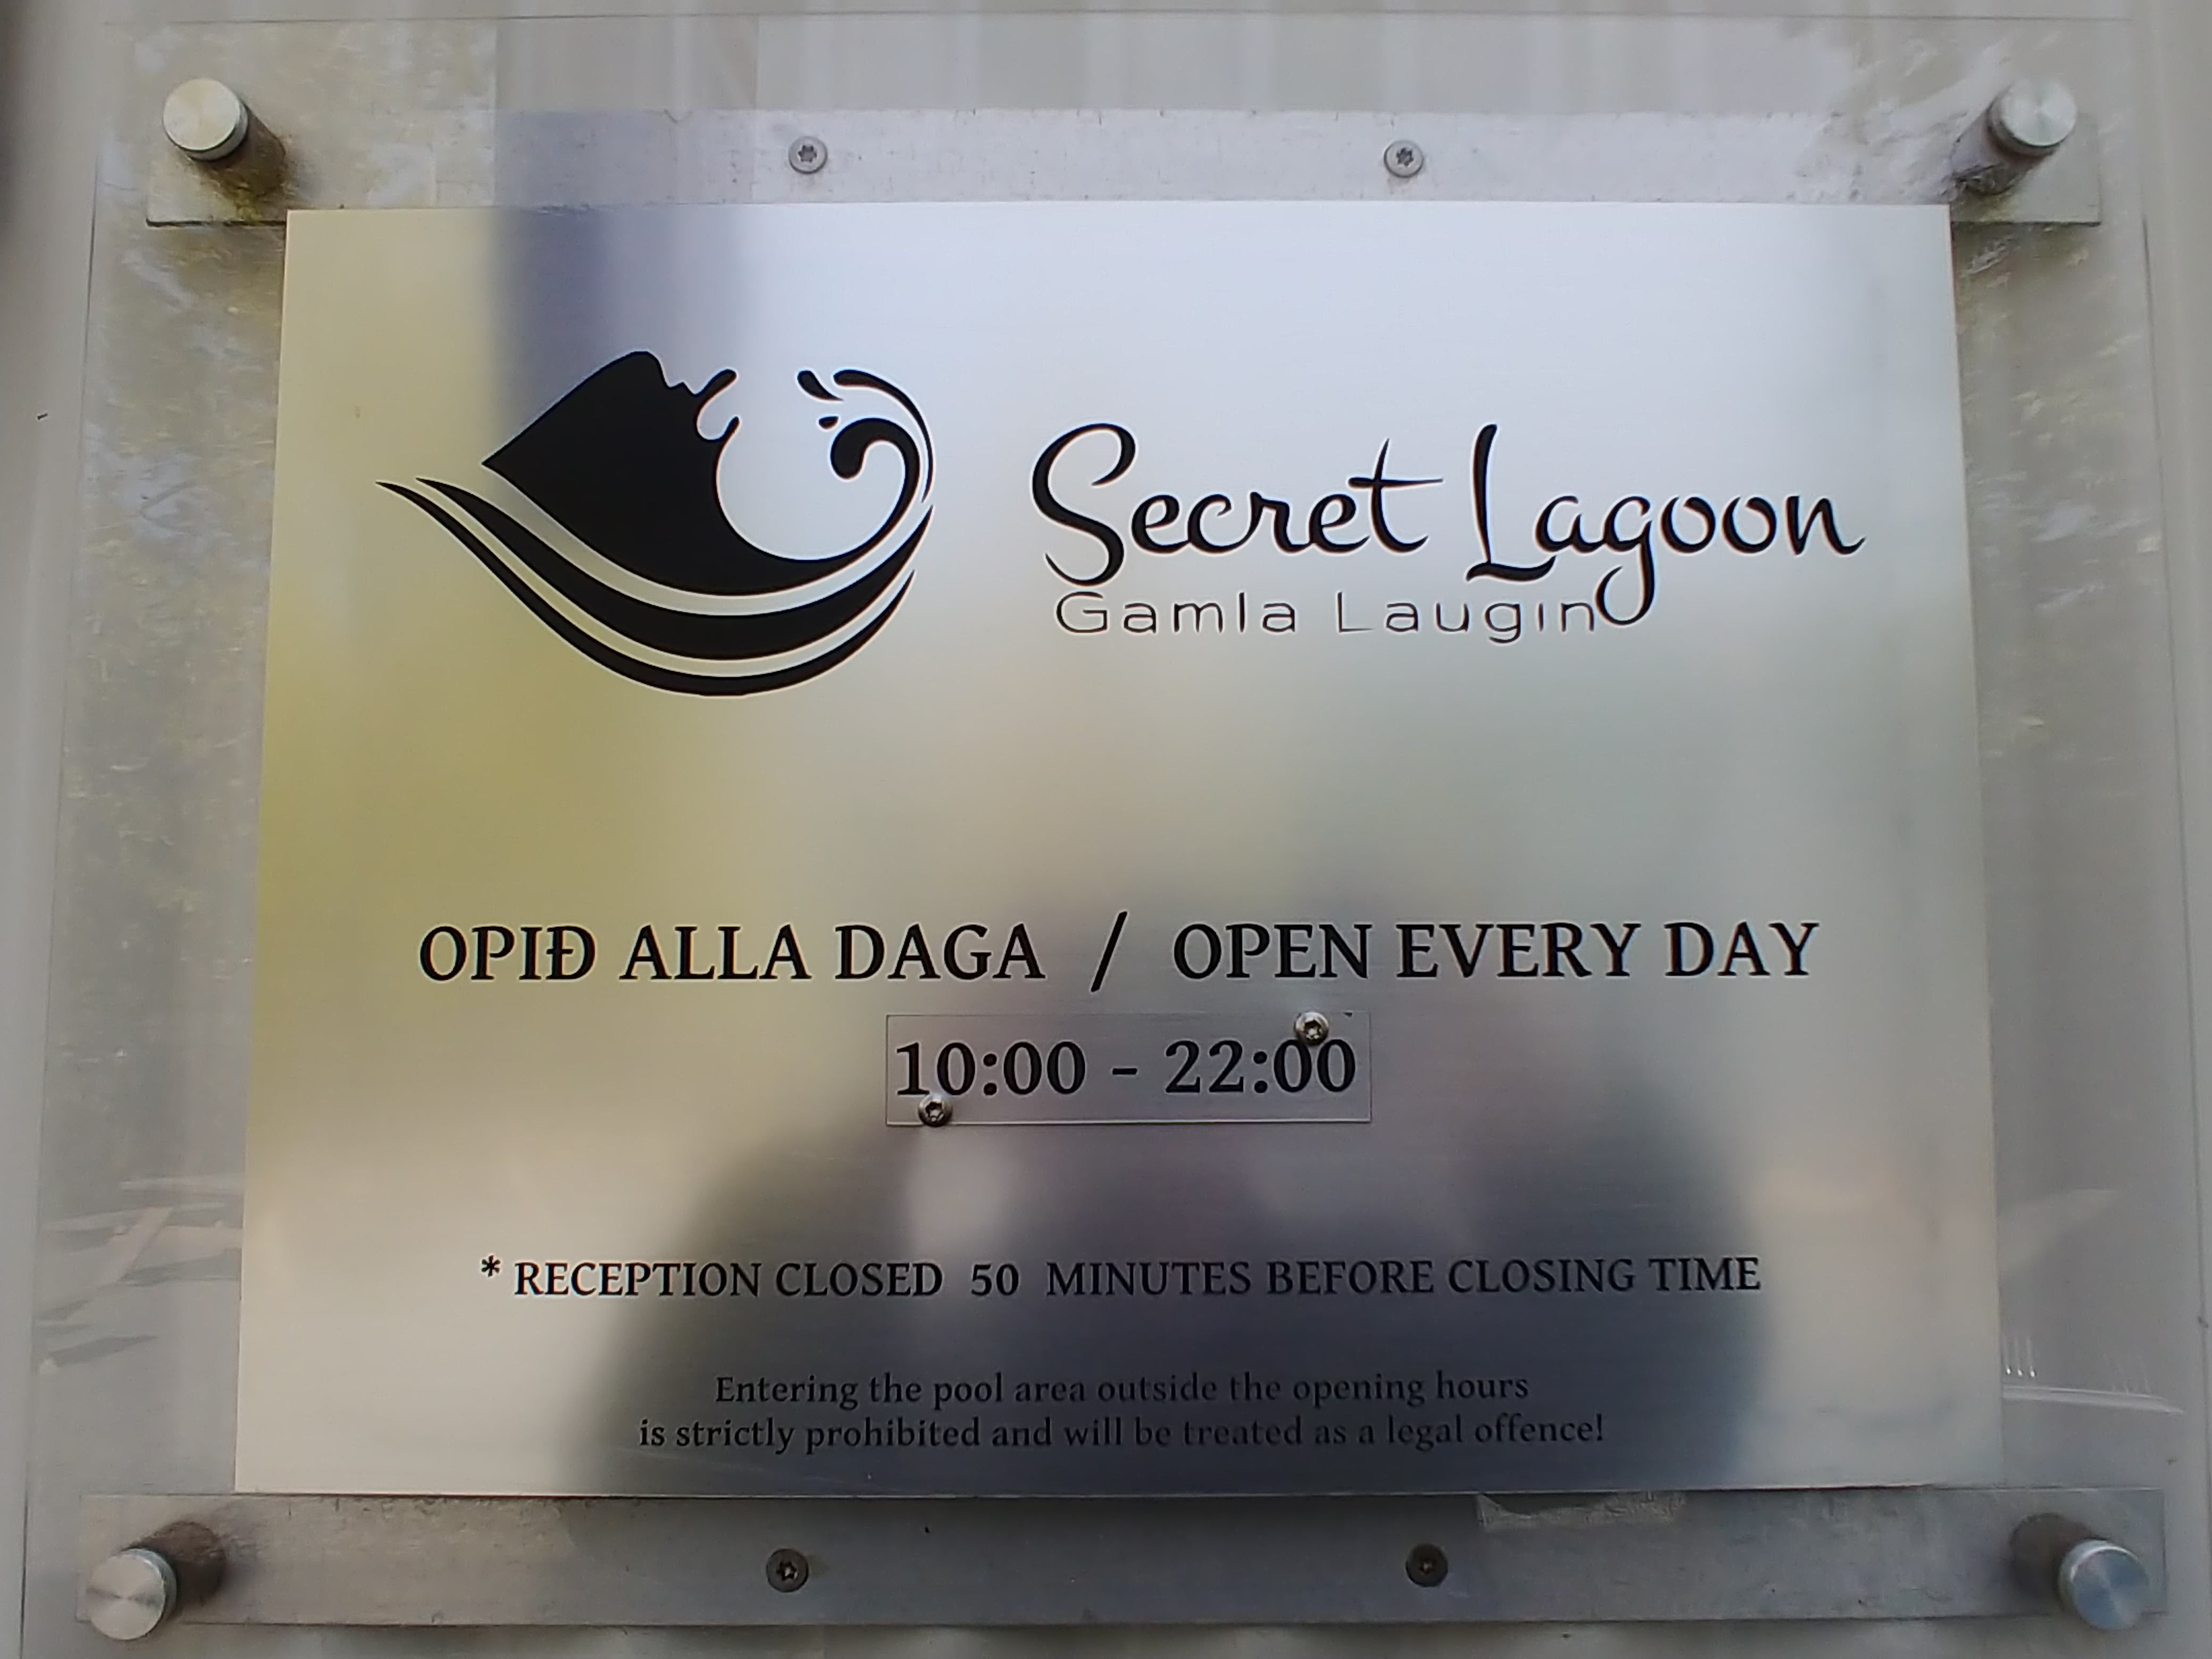 Secret Lagoon
Gamla Laugin
OPIÐ ALLA DAGA / OPEN EVERY DAY
10:00 - 22:00
* RECEPTION CLOSED 50 MINUTES BEFORE CLOSING TIME
Entering the pool area outside the opening hours
is strictly prohibited and will be treated as a legal offence!